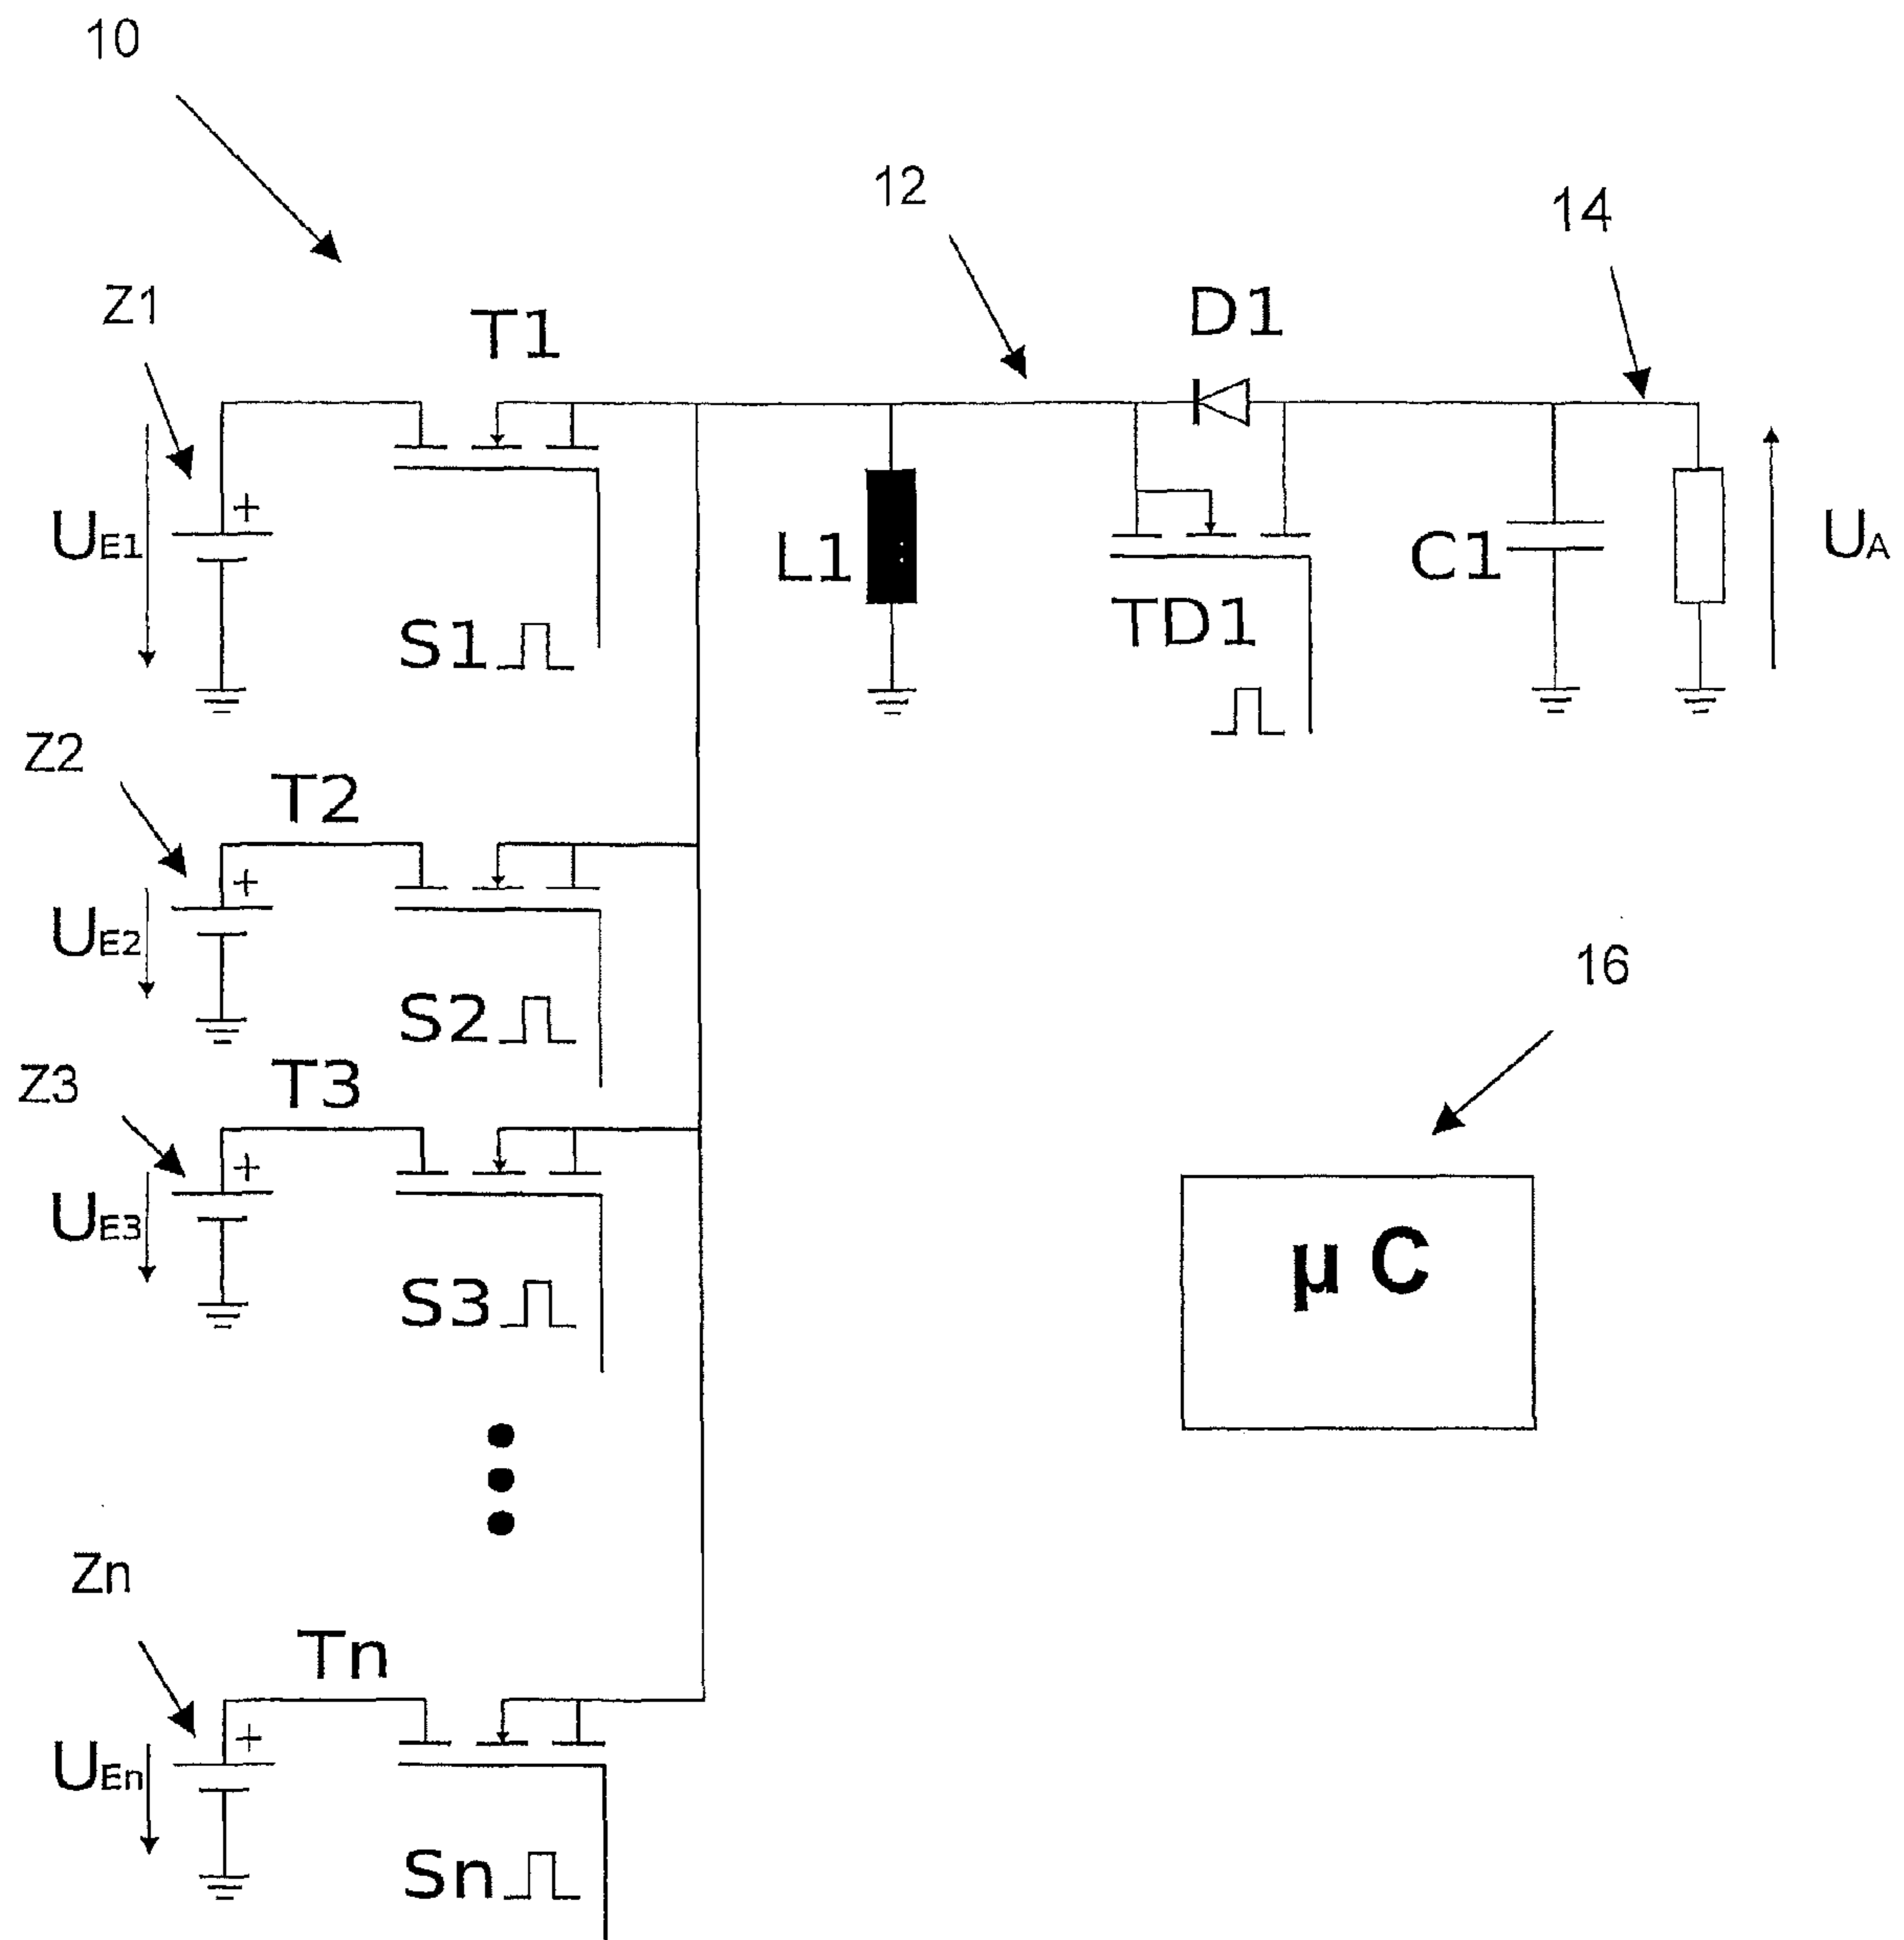 10
12
14
Z1
T1
D1
+
UE1
L1
C1
UA
S1
TD1
Z2
T2
+
UE2
16
S2
Z3
T3
+
UE3
µ C
S3
Zn
Tn
+
UEn
Sn